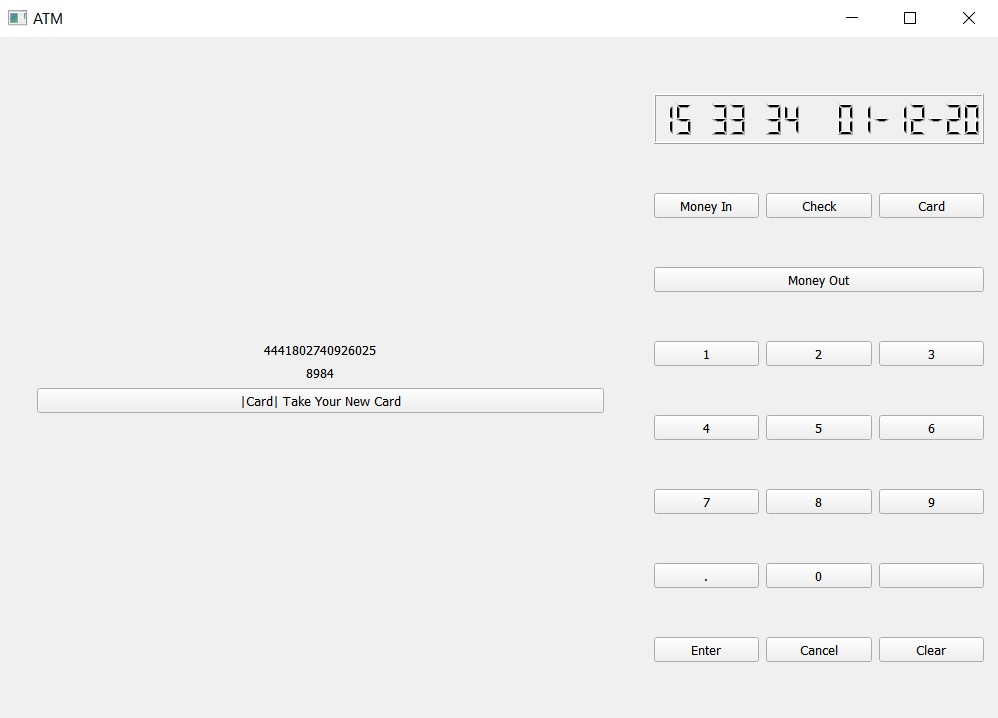 ATM
15 33 34 01-12-20
Money In Check Card
Money Out
4441802740926025
8984
|Card| Take Your New Card
1 2 3
4 5 6
7 8 9
. 0
Enter Cancel Clear